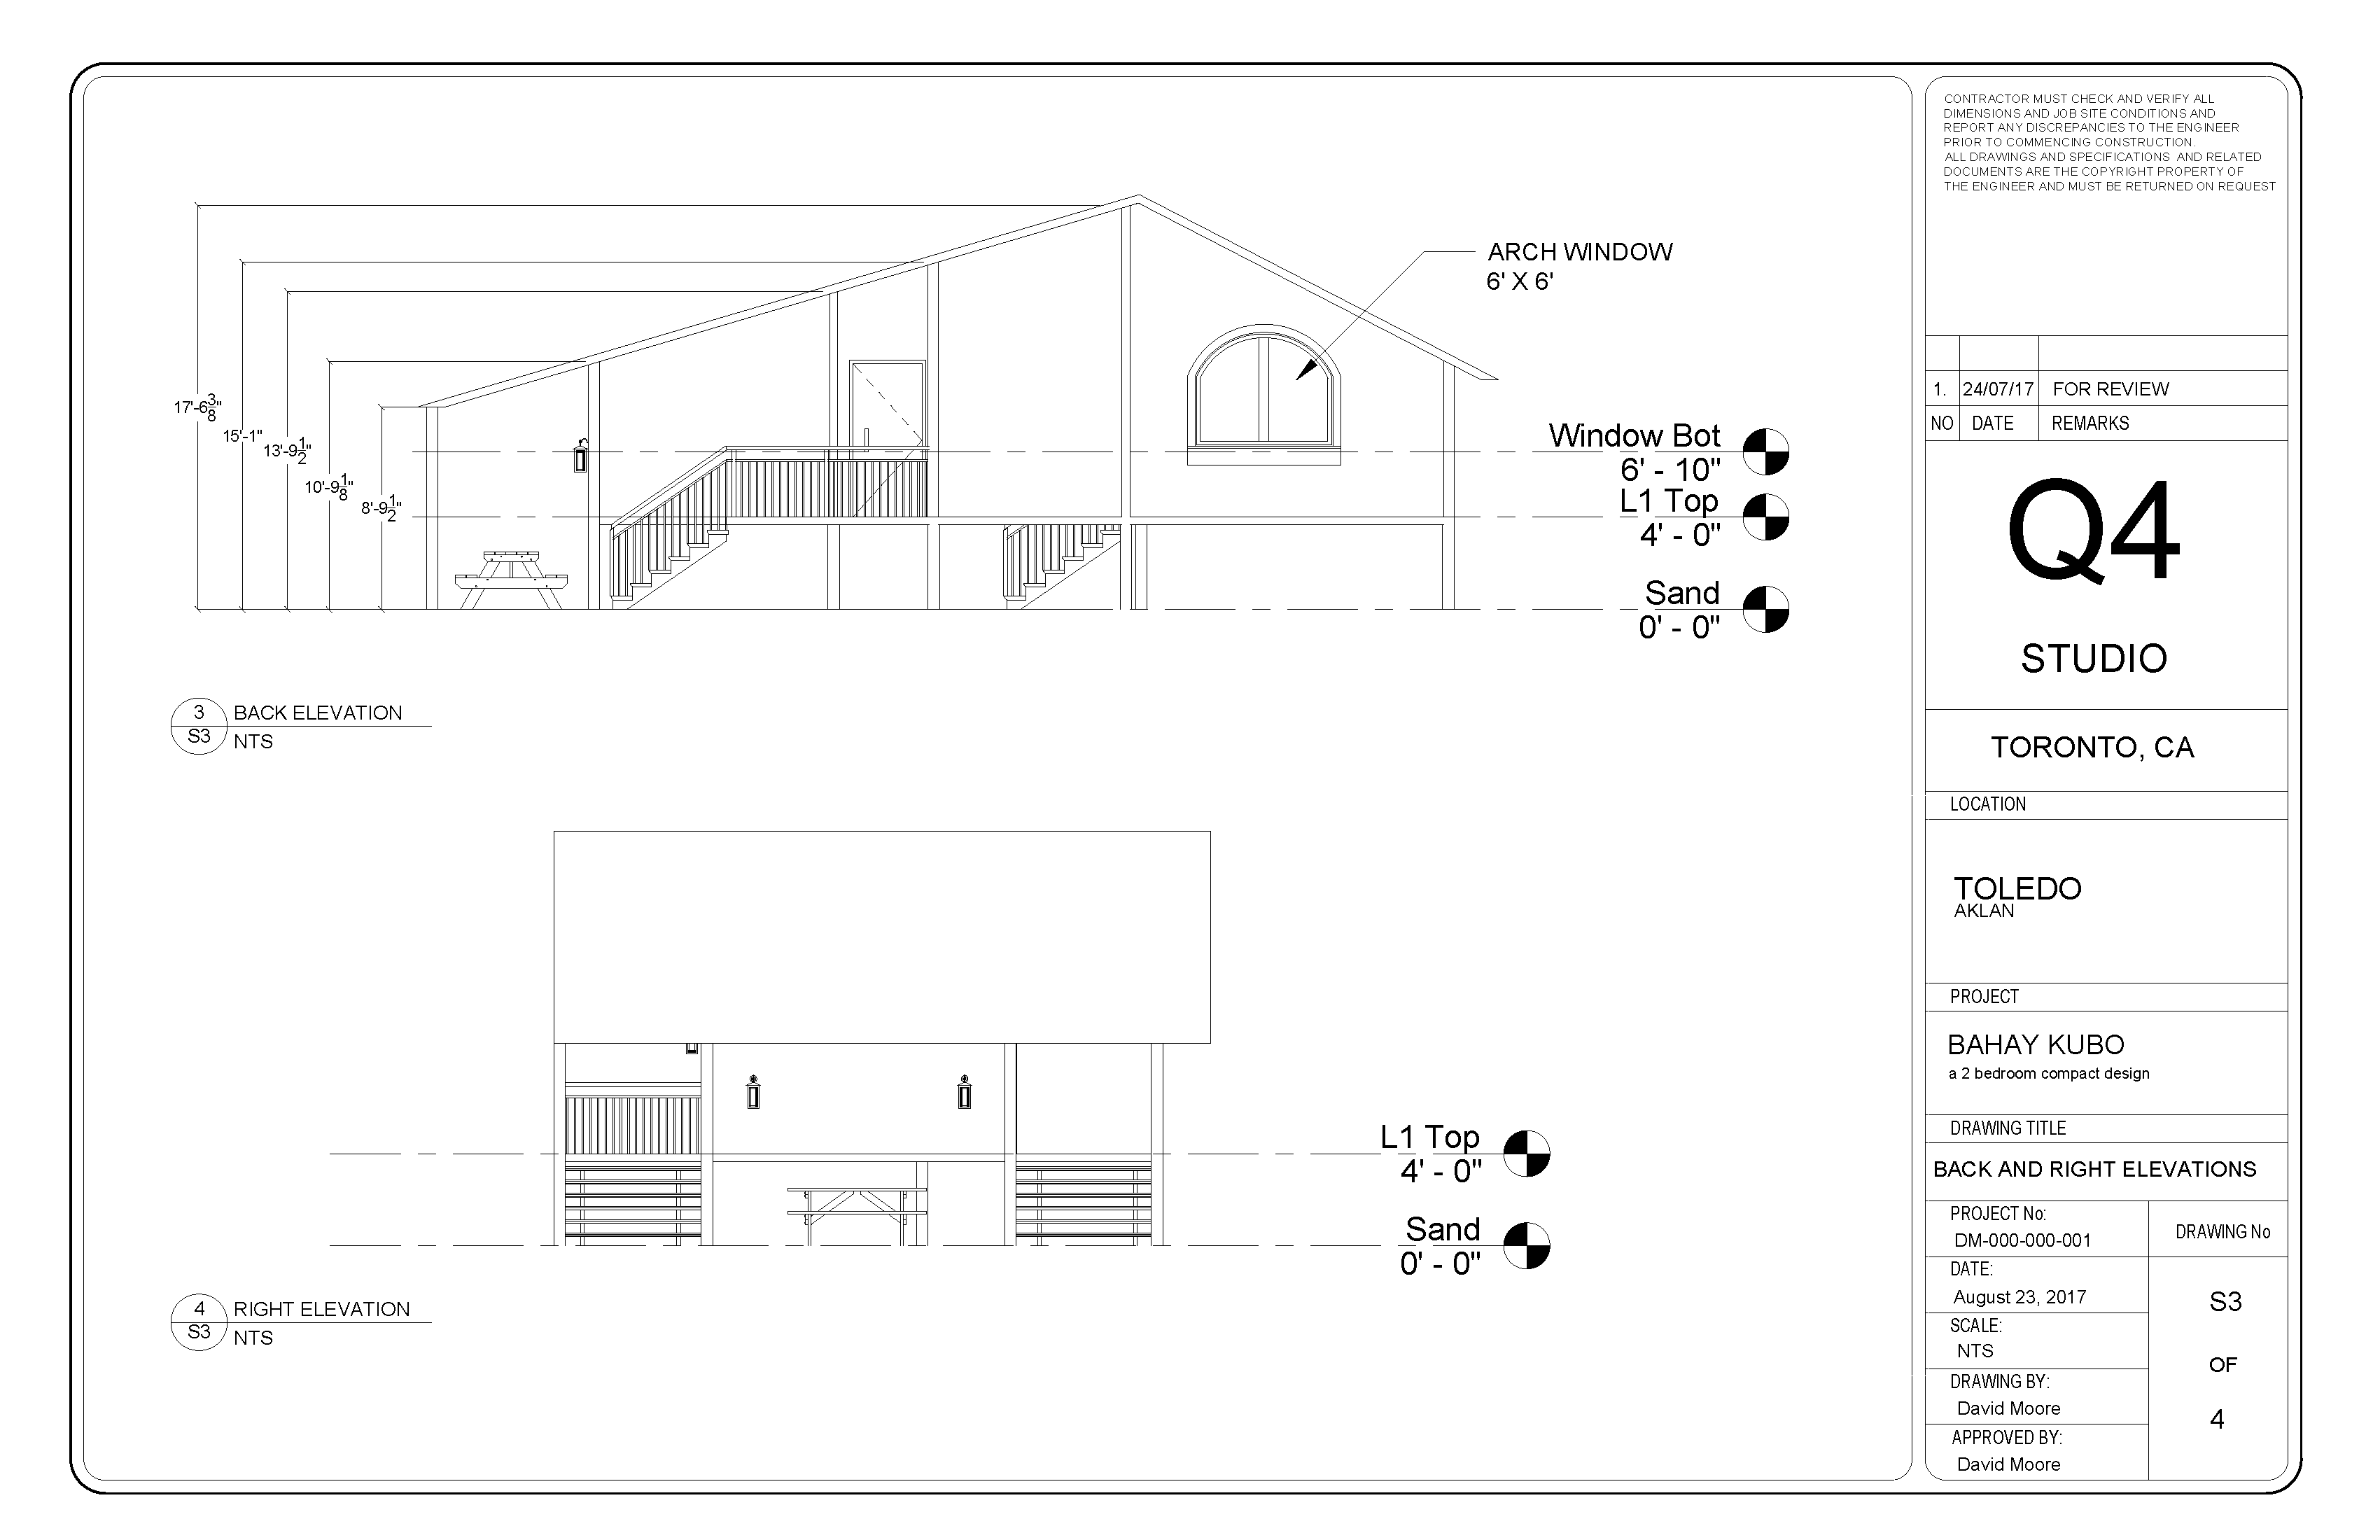 CONTRACTOR MUST CHECK AND VERIFY ALL
DIMENSIONS AND JOB SITE CONDITIONS AND
REPORT ANY DISCREPANCIES TO THE ENGINEER
PRIOR TO COMMENCING CONSTRUCTION.
ALL DRAWINGS AND SPECIFICATIONS AND RELATED
DOCUMENTS ARE THE COPYRIGHT PROPERTY OF
THE ENGINEER AND MUST BE RETURNED ON REQUEST
ARCH WINDOW
6' X 6'
17'-6 3/8"
15'-1"
13'-9 1/2"
10'-9 1/8"
8'-9 1/2"
Window Bot
6' - 10"
L1 Top
4' - 0"
Sand
0' - 0"
3
S3
BACK ELEVATION
NTS
L1 Top
4' - 0"
Sand
0' - 0"
4
S3
RIGHT ELEVATION
NTS
1. 24/07/17 FOR REVIEW
NO DATE REMARKS
Q4
STUDIO
TORONTO, CA
LOCATION
TOLEDO
AKLAN
PROJECT
BAHAY KUBO
a 2 bedroom compact design
DRAWING TITLE
BACK AND RIGHT ELEVATIONS
PROJECT No:
DM-000-000-001
DATE:
August 23, 2017
SCALE:
NTS
DRAWING BY:
David Moore
APPROVED BY:
David Moore
DRAWING No
S3
OF
4